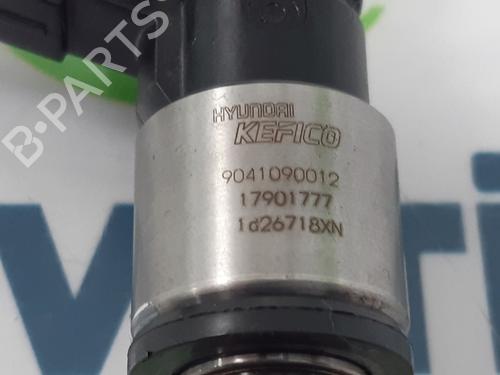 HYUNDAI
KEFICO
9041090012
17901777
1d26718XN
B-PARTS